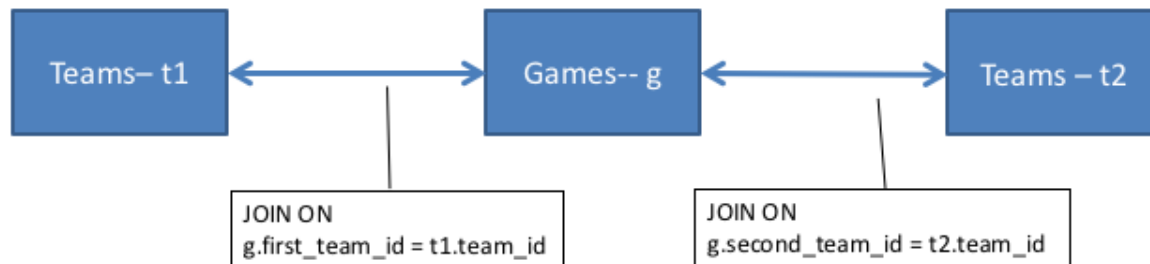 Teams– t1
Games-- g
Teams – t2
JOIN ON
g.first_team_id = t1.team_id
JOIN ON
g.second_team_id = t2.team_id